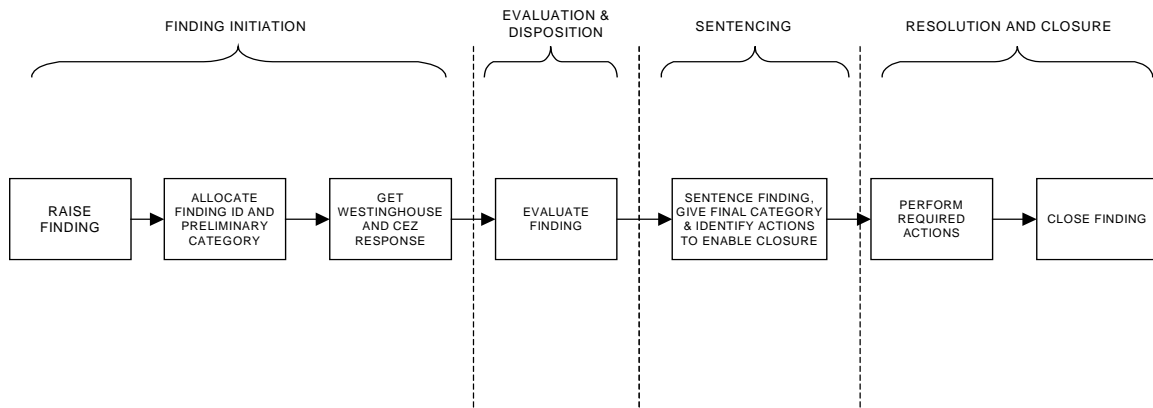 FINDING INITIATION
EVALUATION &
DISPOSITION
SENTENCING
RESOLUTION AND CLOSURE
RAISE
FINDING
ALLOCATE
FINDING ID AND
PRELIMINARY
CATEGORY
GET
WESTINGHOUSE
AND CEZ
RESPONSE
EVALUATE
FINDING
SENTENCE FINDING,
GIVE FINAL CATEGORY
& IDENTIFY ACTIONS
TO ENABLE CLOSURE
PERFORM
REQUIRED
ACTIONS
CLOSE FINDING